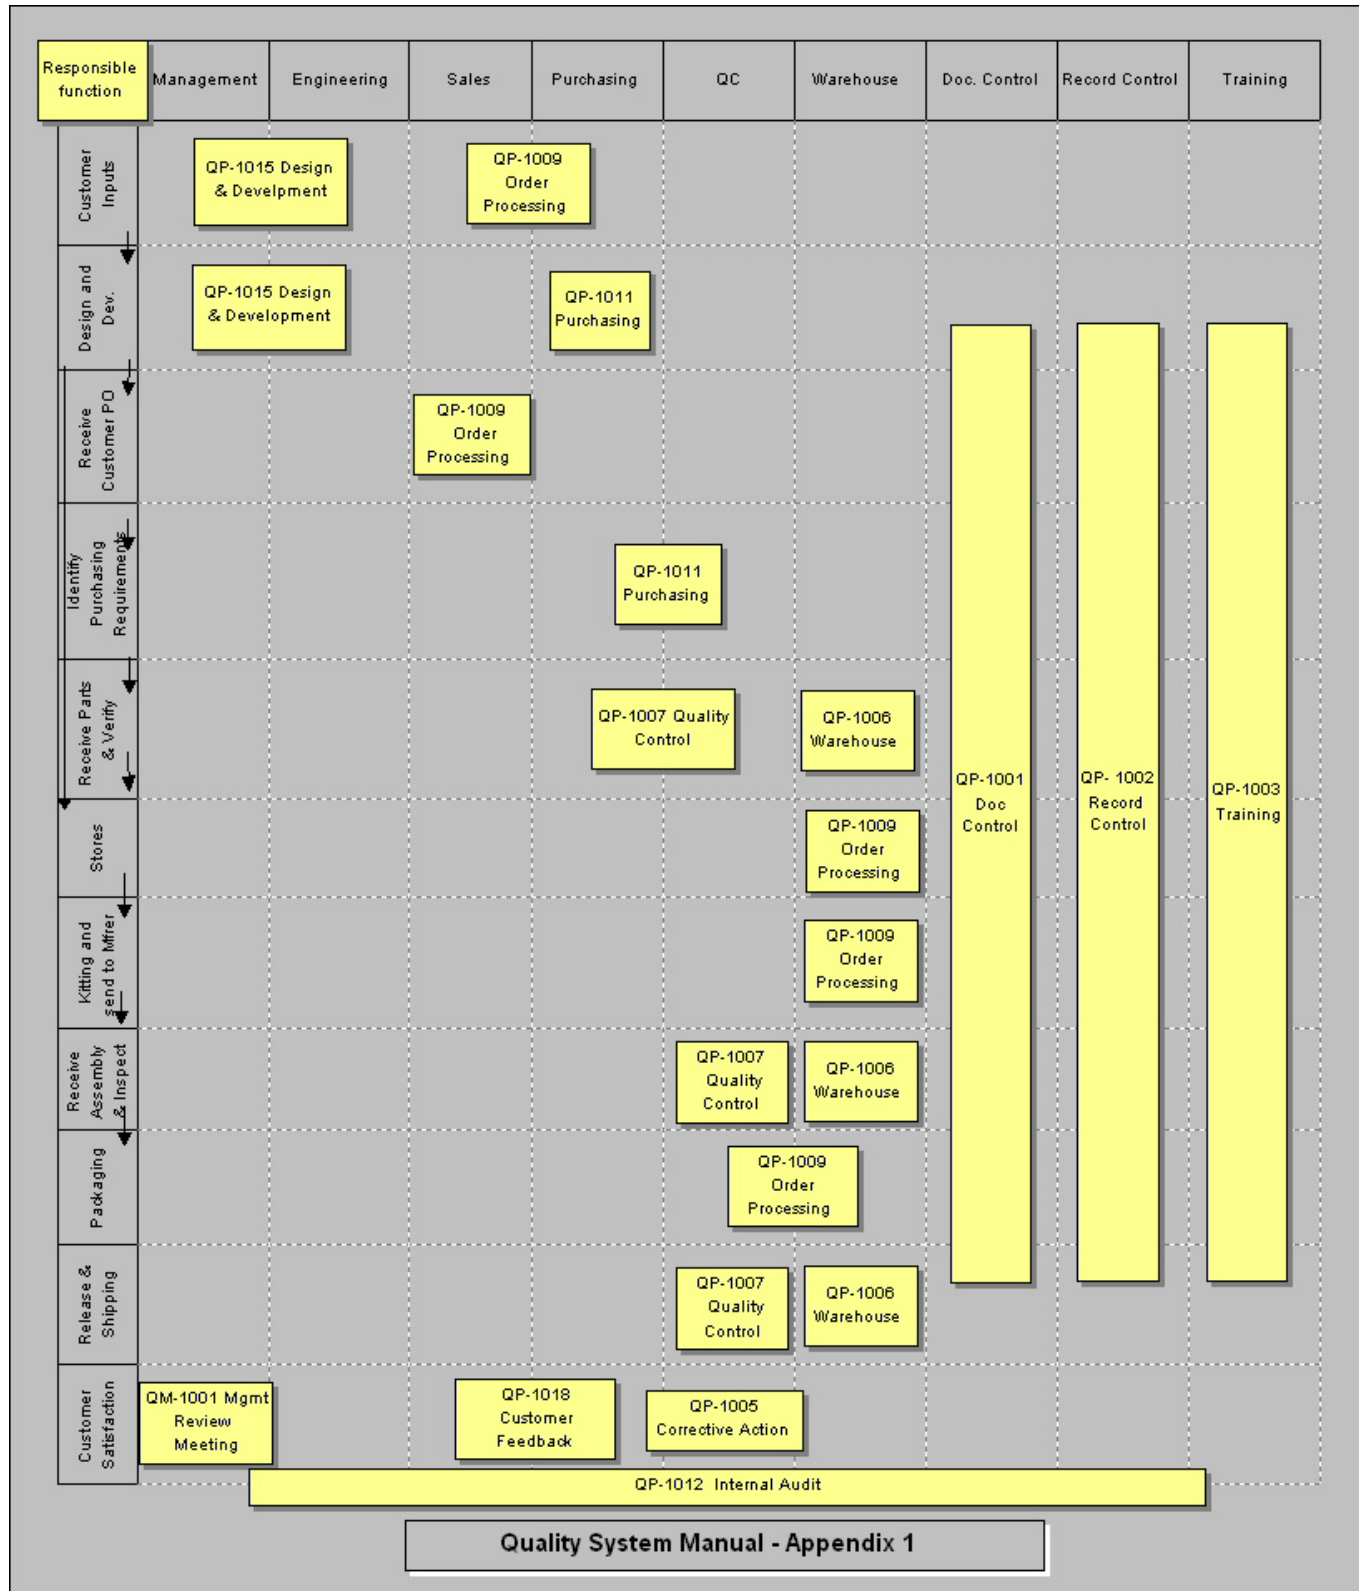 Responsible
function
Management
Engineering
Sales
Purchasing
QC
Warehouse
Doc. Control
Record Control
Training
Customer
Inputs
QP-1015 Design
& Develpment
QP-1009
Order
Processing
Design and
Dev.
QP-1015 Design
& Development
QP-1011
Purchasing
Receive
Customer PO
QP-1009
Order
Processing
Identify
Purchasing
Requirements
QP-1011
Purchasing
Receive Parts
& Verify
QP-1007 Quality
Control
QP-1006
Warehouse
QP-1001
Doc
Control
QP- 1002
Record
Control
QP-1003
Training
Stores
QP-1009
Order
Processing
Kitting and
send to Mfrer
QP-1009
Order
Processing
Receive
Assembly
& Inspect
QP-1007
Quality
Control
QP-1006
Warehouse
Packaging
QP-1009
Order
Processing
Release &
Shipping
QP-1007
Quality
Control
QP-1006
Warehouse
Customer
Satisfaction
QM-1001 Mgmt
Review
Meeting
QP-1018
Customer
Feedback
QP-1005
Corrective Action
QP-1012  Internal Audit
Quality System Manual - Appendix 1